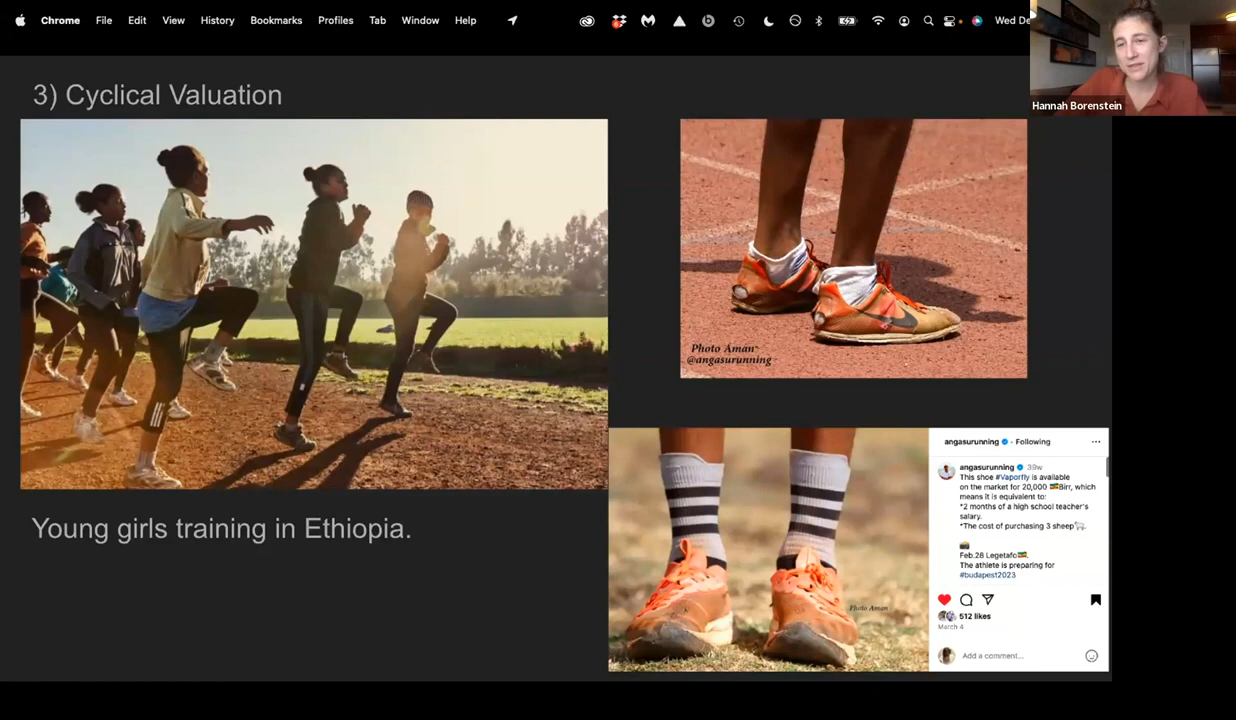 Chrome File Edit View History Bookmarks Profiles Tab Window Help Wed De
Hannah Borenstein
3) Cyclical Valuation
Photo Aman
@angasurunning
angasurunning • Following
angasurunning 39w
This shoe #Vaporfly is available
on the market for 20,000 Birr, which
means it is equivalent to:
*2 months of a high school teacher's
salary.
*The cost of purchasing 3 sheep
Feb.28 Legetafo
The athlete is preparing for
#budapest2023
Photo Aman
512 likes
March 4
Add a comment...
Young girls training in Ethiopia.